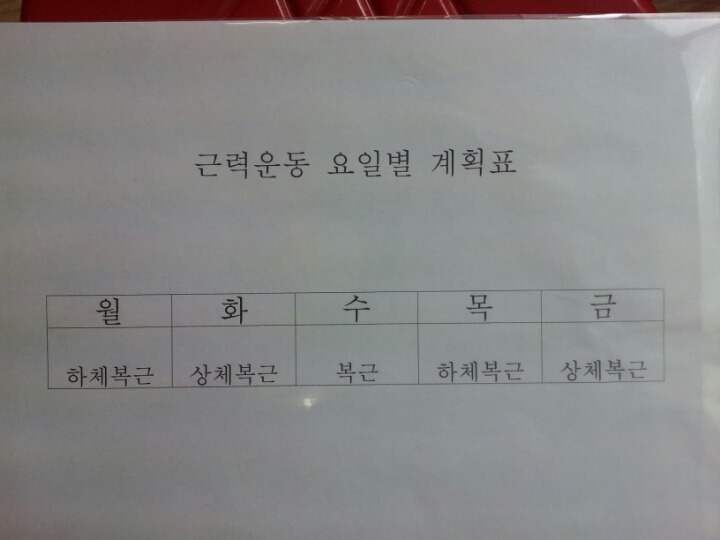 근력운동 요일별 계획표
월 화 수 목 금
하체복근 상체복근 복근 하체복근 상체복근